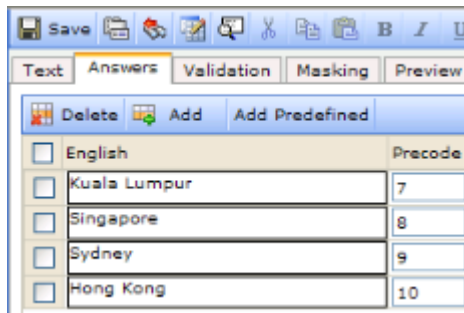 Save B I U
Text Answers Validation Masking Preview
Delete Add Add Predefined
English Precode
Kuala Lumpur 7
Singapore 8
Sydney 9
Hong Kong 10